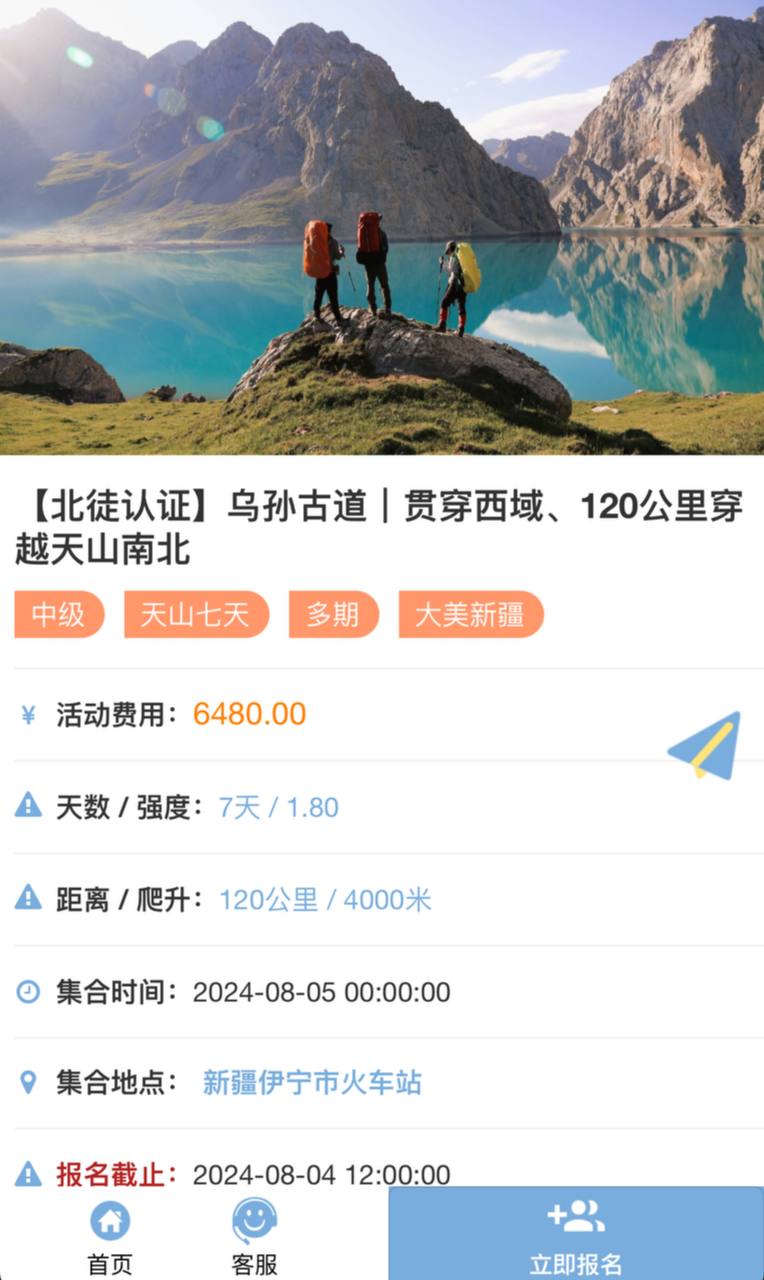 【北徒认证】乌孙古道｜贯穿西域、120公里穿
越天山南北
中级 天山七天 多期 大美新疆
¥ 活动费用：6480.00
天数 / 强度：7天 / 1.80
距离 / 爬升：120公里 / 4000米
集合时间：2024-08-05 00:00:00
集合地点：新疆伊宁市火车站
报名截止：2024-08-04 12:00:00
首页 客服 立即报名